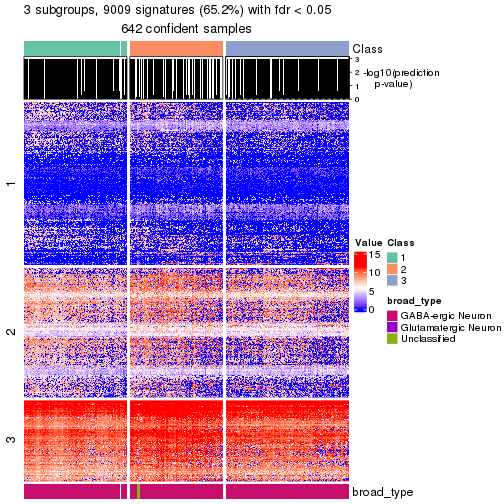 3 subgroups, 9009 signatures (65.2%) with fdr < 0.05
642 confident samples
Class
3
2
1
0
-log10(prediction
p-value)
1
2
3
Value
15
10
5
0
Class
1
2
3
broad_type
GABA-ergic Neuron
Glutamatergic Neuron
Unclassified
broad_type